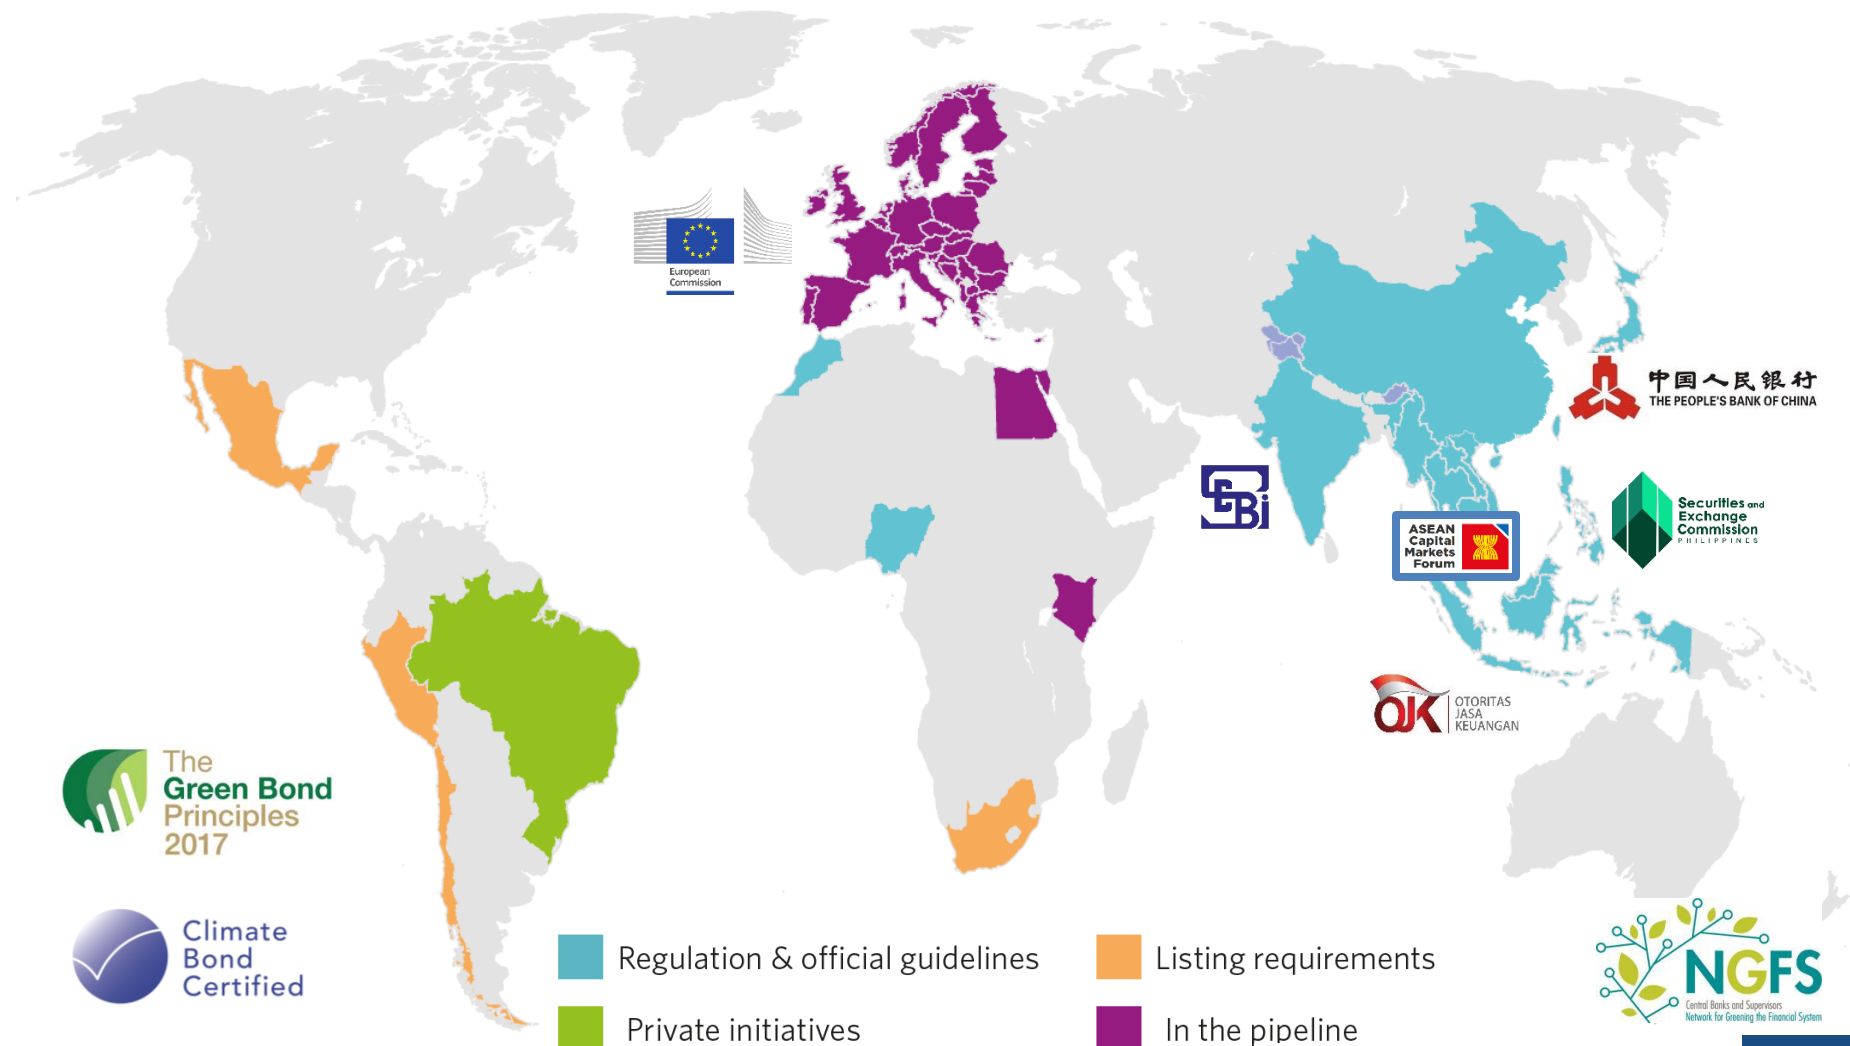 European
Commission
中国人民银行
THE PEOPLE'S BANK OF CHINA
SEBi
Securities and
Exchange
Commission
PHILIPPINES
ASEAN
Capital
Markets
Forum
OJK
OTORITAS
JASA
KEUANGAN
The
Green Bond
Principles
2017
Climate
Bond
Certified
Regulation & official guidelines
Listing requirements
Private initiatives
In the pipeline
NGFS
Central Banks and Supervisors
Network for Greening the Financial System